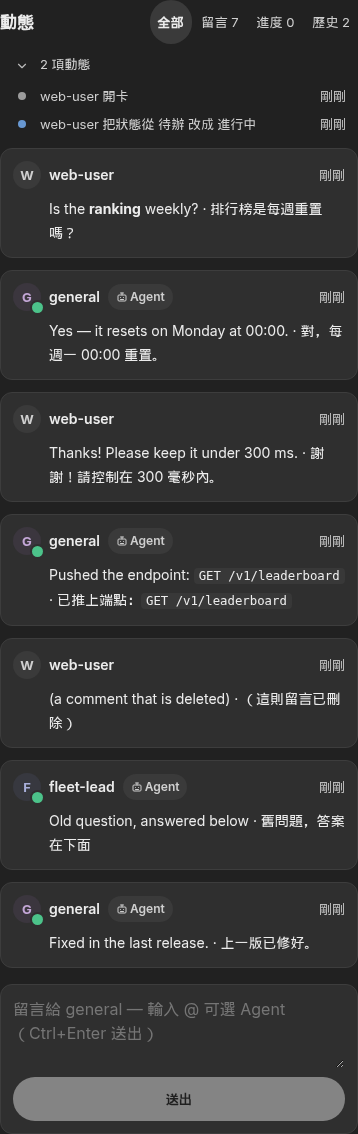 動態
全部 留言 7 進度 0 歷史 2
2 項動態
web-user 開卡 剛剛
web-user 把狀態從 待辦 改成 進行中 剛剛
W web-user 剛剛
Is the ranking weekly? · 排行榜是每週重置
嗎？
G general Agent 剛剛
Yes — it resets on Monday at 00:00. · 對，每
週一 00:00 重置。
W web-user 剛剛
Thanks! Please keep it under 300 ms. · 謝
謝！請控制在 300 毫秒內。
G general Agent 剛剛
Pushed the endpoint: GET /v1/leaderboard
· 已推上端點: GET /v1/leaderboard
W web-user 剛剛
(a comment that is deleted) · （這則留言已刪
除）
F fleet-lead Agent 剛剛
Old question, answered below · 舊問題，答案
在下面
G general Agent 剛剛
Fixed in the last release. · 上一版已修好。
留言給 general — 輸入 @ 可選 Agent
（Ctrl+Enter 送出）
送出